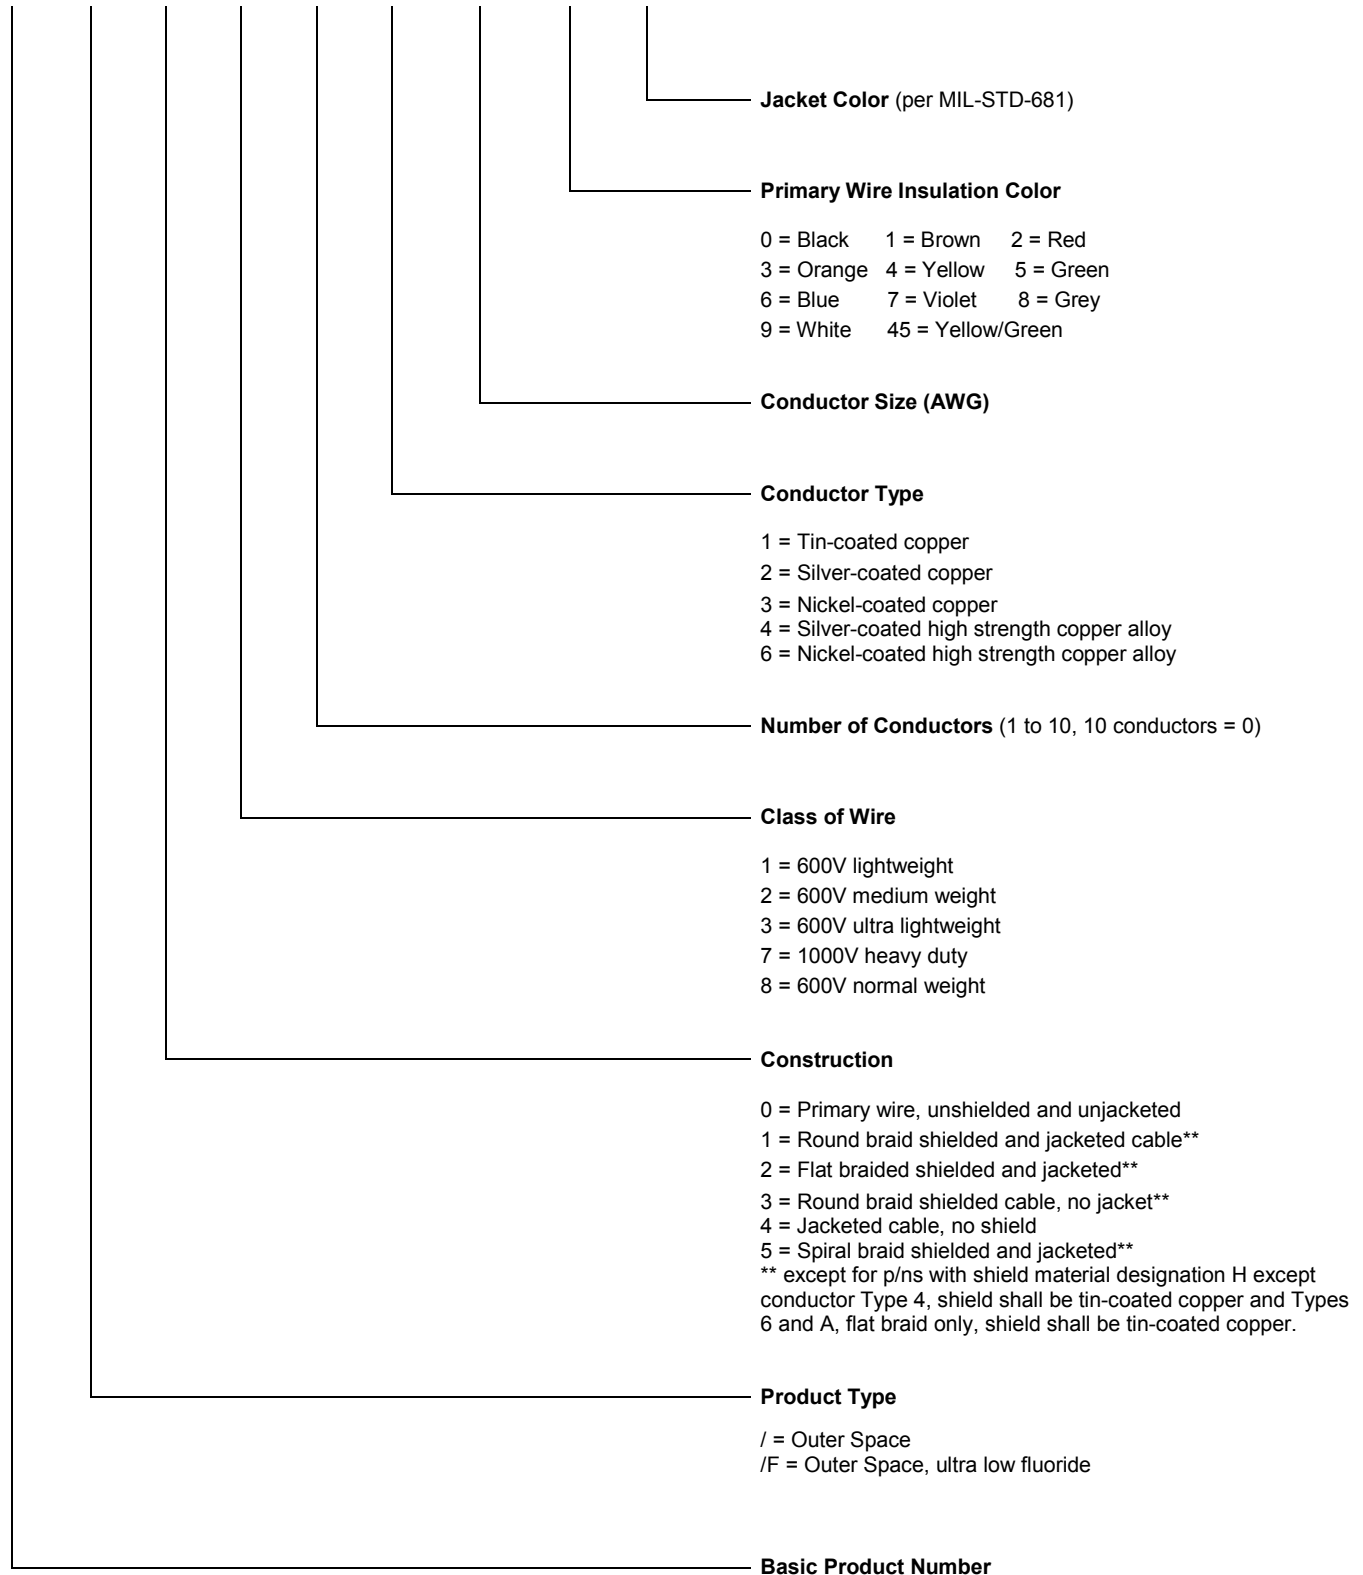 Jacket Color (per MIL-STD-681)
Primary Wire Insulation Color
0 = Black 1 = Brown 2 = Red
3 = Orange 4 = Yellow 5 = Green
6 = Blue 7 = Violet 8 = Grey
9 = White 45 = Yellow/Green
Conductor Size (AWG)
Conductor Type
1 = Tin-coated copper
2 = Silver-coated copper
3 = Nickel-coated copper
4 = Silver-coated high strength copper alloy
6 = Nickel-coated high strength copper alloy
Number of Conductors (1 to 10, 10 conductors = 0)
Class of Wire
1 = 600V lightweight
2 = 600V medium weight
3 = 600V ultra lightweight
7 = 1000V heavy duty
8 = 600V normal weight
Construction
0 = Primary wire, unshielded and unjacketed
1 = Round braid shielded and jacketed cable**
2 = Flat braided shielded and jacketed**
3 = Round braid shielded cable, no jacket**
4 = Jacketed cable, no shield
5 = Spiral braid shielded and jacketed**
** except for p/ns with shield material designation H except
conductor Type 4, shield shall be tin-coated copper and Types
6 and A, flat braid only, shield shall be tin-coated copper.
Product Type
/ = Outer Space
/F = Outer Space, ultra low fluoride
Basic Product Number